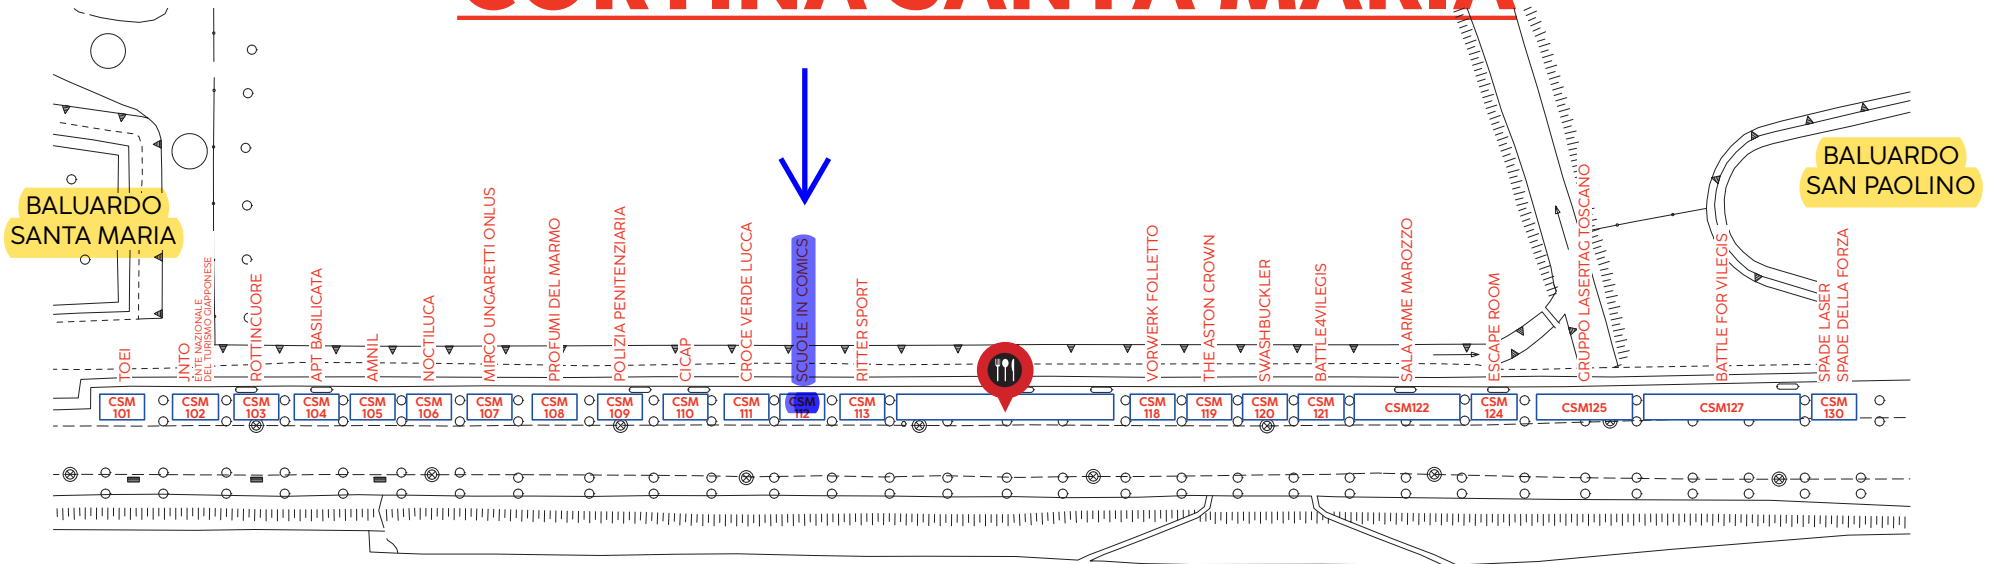 CORTINA SANTA MARIA
BALUARDO
SANTA MARIA
BALUARDO
SAN PAOLINO
TOEI
JNTO
ENTE NAZIONALE
DEL TURISMO GIAPPONESE
ROTTINCUORE
APT BASILICATA
AMNIL
NOCTILUCA
MIRCO UNGARETTI ONLUS
PROFUMI DEL MARMO
POLIZIA PENITENZIARIA
CICAP
CROCE VERDE LUCCA
SCUOLE IN COMICS
RITTER SPORT
VORWERK FOLLETTO
THE ASTON CROWN
SWASHBUCKLER
BATTLE4VILEGIS
SALA ARME MAROZZO
ESCAPE ROOM
GRUPPO LASERTAG TOSCANO
BATTLE FOR VILEGIS
SPADE LASER
SPADE DELLA FORZA
CSM
101
CSM
102
CSM
103
CSM
104
CSM
105
CSM
106
CSM
107
CSM
108
CSM
109
CSM
110
CSM
111
CSM
112
CSM
113
CSM
118
CSM
119
CSM
120
CSM
121
CSM122
CSM
124
CSM125
CSM127
CSM
130